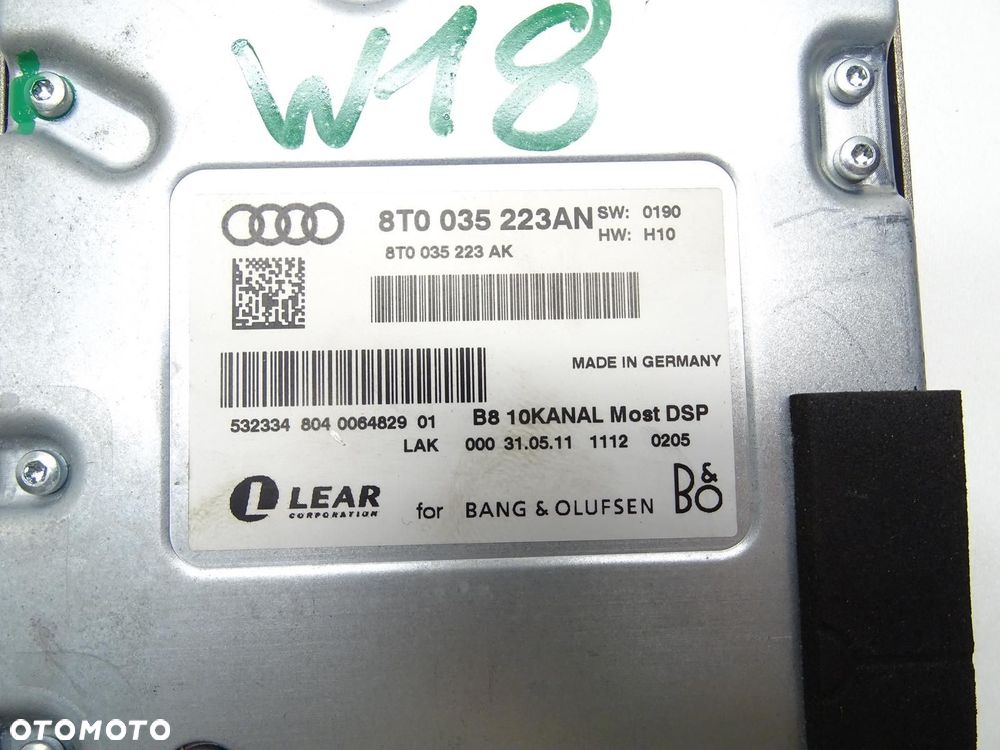 W18
8T0 035 223AN SW: 0190
HW: H10
8T0 035 223 AK
MADE IN GERMANY
532334 804 0064829 01 B8 10KANAL Most DSP
LAK 000 31.05.11 1112 0205
L LEAR CORPORATION for BANG & OLUFSEN B&O
OTOMOTO